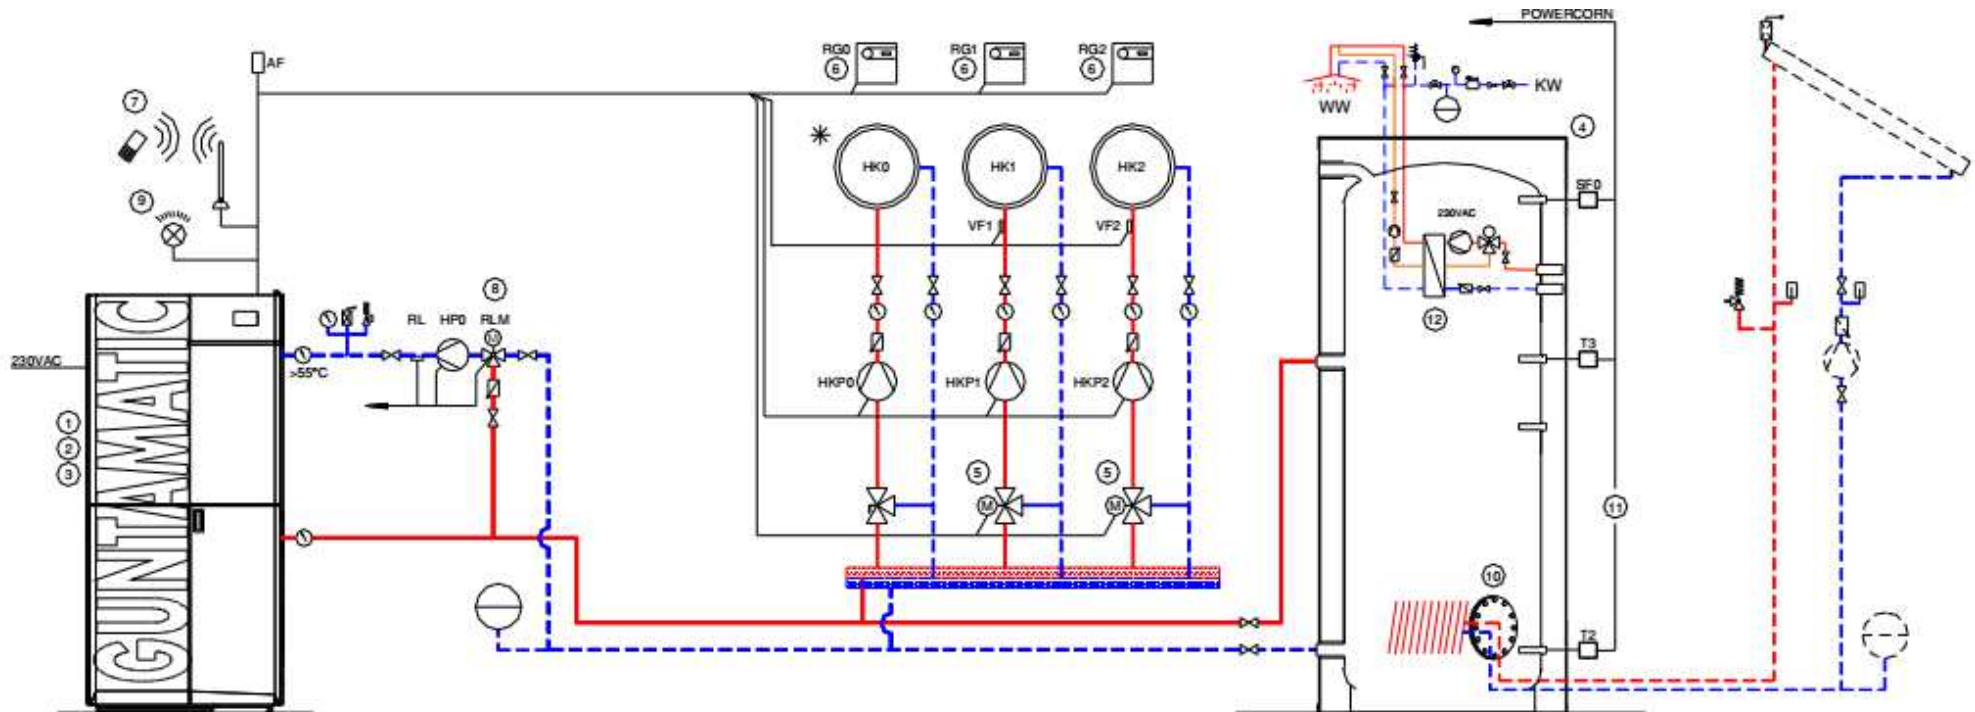 POWERCORN
AF
RG0
6
RG1
6
RG2
6
7
9
WW
KW
4
HK0
HK1
HK2
SF0
VF1
VF2
230VAC
12
8
RL
HP0
RLM
M
>55°C
230VAC
1
2
3
GUNTAMATIC
HKP0
HKP1
HKP2
T3
5
M
5
M
11
10
T2